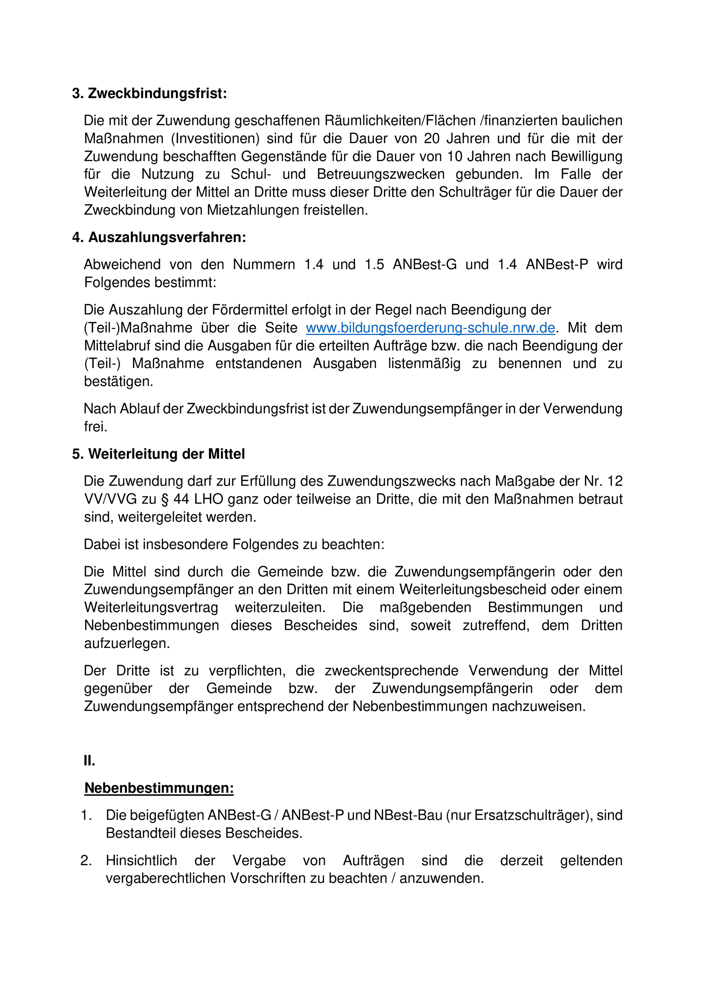 3. Zweckbindungsfrist:
Die mit der Zuwendung geschaffenen Räumlichkeiten/Flächen /finanzierten baulichen
Maßnahmen (Investitionen) sind für die Dauer von 20 Jahren und für die mit der
Zuwendung beschafften Gegenstände für die Dauer von 10 Jahren nach Bewilligung
für die Nutzung zu Schul- und Betreuungszwecken gebunden. Im Falle der
Weiterleitung der Mittel an Dritte muss dieser Dritte den Schulträger für die Dauer der
Zweckbindung von Mietzahlungen freistellen.
4. Auszahlungsverfahren:
Abweichend von den Nummern 1.4 und 1.5 ANBest-G und 1.4 ANBest-P wird
Folgendes bestimmt:
Die Auszahlung der Fördermittel erfolgt in der Regel nach Beendigung der
(Teil-)Maßnahme über die Seite www.bildungsfoerderung-schule.nrw.de. Mit dem
Mittelabruf sind die Ausgaben für die erteilten Aufträge bzw. die nach Beendigung der
(Teil-) Maßnahme entstandenen Ausgaben listenmäßig zu benennen und zu
bestätigen.
Nach Ablauf der Zweckbindungsfrist ist der Zuwendungsempfänger in der Verwendung
frei.
5. Weiterleitung der Mittel
Die Zuwendung darf zur Erfüllung des Zuwendungszwecks nach Maßgabe der Nr. 12
VV/VVG zu § 44 LHO ganz oder teilweise an Dritte, die mit den Maßnahmen betraut
sind, weitergeleitet werden.
Dabei ist insbesondere Folgendes zu beachten:
Die Mittel sind durch die Gemeinde bzw. die Zuwendungsempfängerin oder den
Zuwendungsempfänger an den Dritten mit einem Weiterleitungsbescheid oder einem
Weiterleitungsvertrag weiterzuleiten. Die maßgebenden Bestimmungen und
Nebenbestimmungen dieses Bescheides sind, soweit zutreffend, dem Dritten
aufzuerlegen.
Der Dritte ist zu verpflichten, die zweckentsprechende Verwendung der Mittel
gegenüber der Gemeinde bzw. der Zuwendungsempfängerin oder dem
Zuwendungsempfänger entsprechend der Nebenbestimmungen nachzuweisen.
II.
Nebenbestimmungen:
1. Die beigefügten ANBest-G / ANBest-P und NBest-Bau (nur Ersatzschulträger), sind
Bestandteil dieses Bescheides.
2. Hinsichtlich der Vergabe von Aufträgen sind die derzeit geltenden
vergaberechtlichen Vorschriften zu beachten / anzuwenden.